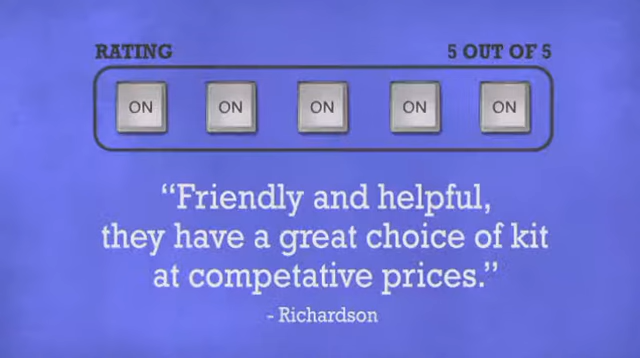 RATING 5 OUT OF 5
ON ON ON ON ON
“Friendly and helpful,
they have a great choice of kit
at competative prices.”
- Richardson